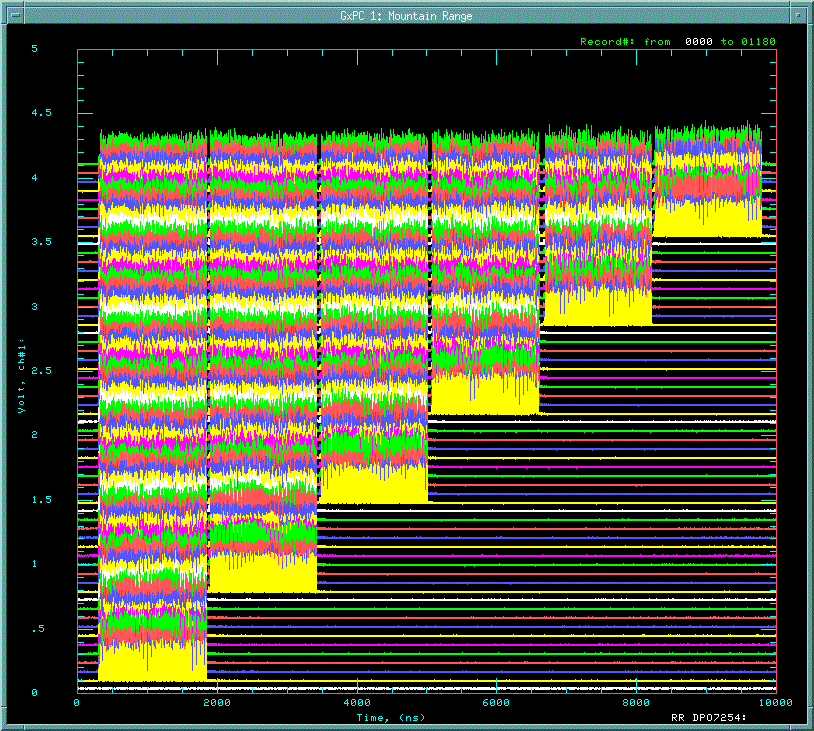 GxPC 1: Mountain Range
Record#: from 0000 to 01180
5
4.5
4
3.5
3
2.5
2
1.5
1
.5
0
Volt, ch#1:
0 2000 4000 6000 8000 10000
Time, (ns)
RR DPO7254: